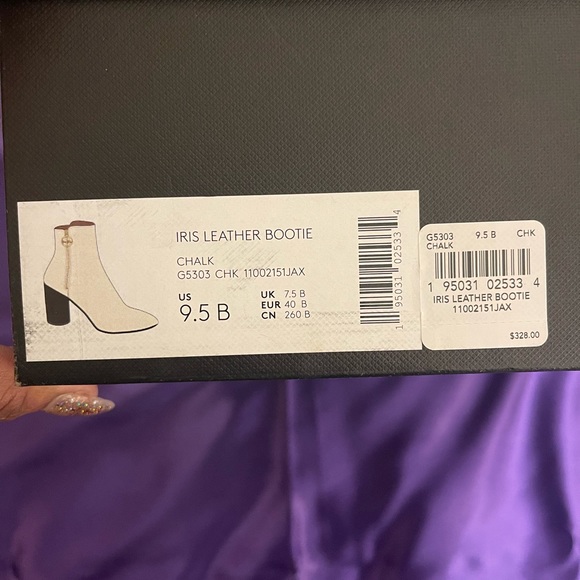 IRIS LEATHER BOOTIE
CHALK
G5303 CHK 11002151JAX
US
9.5 B
UK 7.5 B
EUR 40 B
CN 260 B
1 95031 02533 4
G5303 9.5 B CHK
CHALK
1 95031 02533 4
IRIS LEATHER BOOTIE
11002151JAX
$328.00